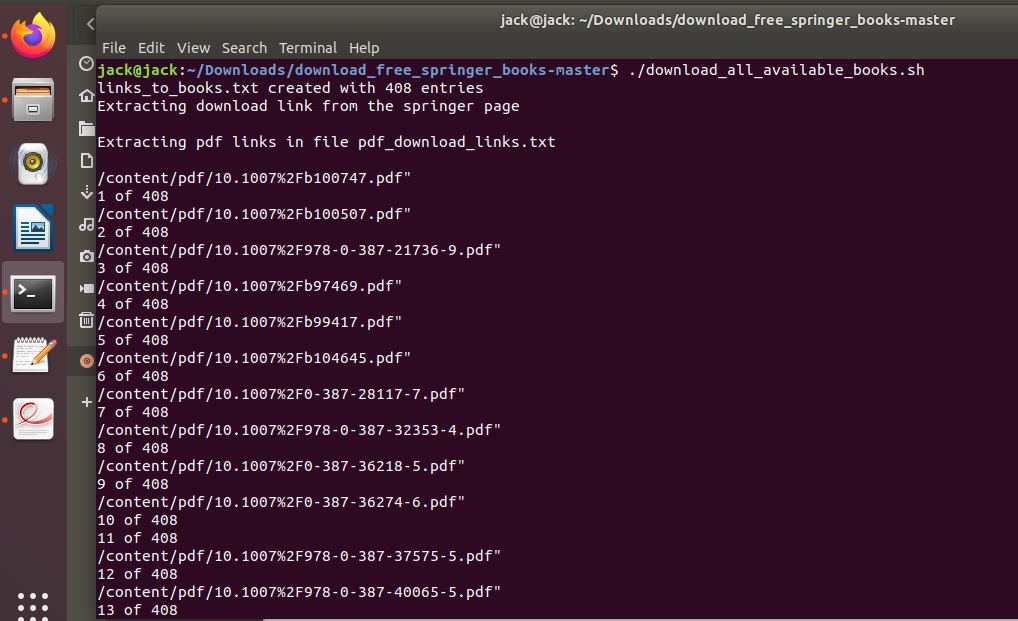 jack@jack: ~/Downloads/download_free_springer_books-master
File Edit View Search Terminal Help
jack@jack:~/Downloads/download_free_springer_books-master$ ./download_all_available_books.sh
links_to_books.txt created with 408 entries
Extracting download link from the springer page
Extracting pdf links in file pdf_download_links.txt
/content/pdf/10.1007%2Fb100747.pdf"
1 of 408
/content/pdf/10.1007%2Fb100507.pdf"
2 of 408
/content/pdf/10.1007%2F978-0-387-21736-9.pdf"
3 of 408
/content/pdf/10.1007%2Fb97469.pdf"
4 of 408
/content/pdf/10.1007%2Fb99417.pdf"
5 of 408
/content/pdf/10.1007%2Fb104645.pdf"
6 of 408
/content/pdf/10.1007%2F0-387-28117-7.pdf"
7 of 408
/content/pdf/10.1007%2F978-0-387-32353-4.pdf"
8 of 408
/content/pdf/10.1007%2F0-387-36218-5.pdf"
9 of 408
/content/pdf/10.1007%2F0-387-36274-6.pdf"
10 of 408
11 of 408
/content/pdf/10.1007%2F978-0-387-37575-5.pdf"
12 of 408
/content/pdf/10.1007%2F978-0-387-40065-5.pdf"
13 of 408